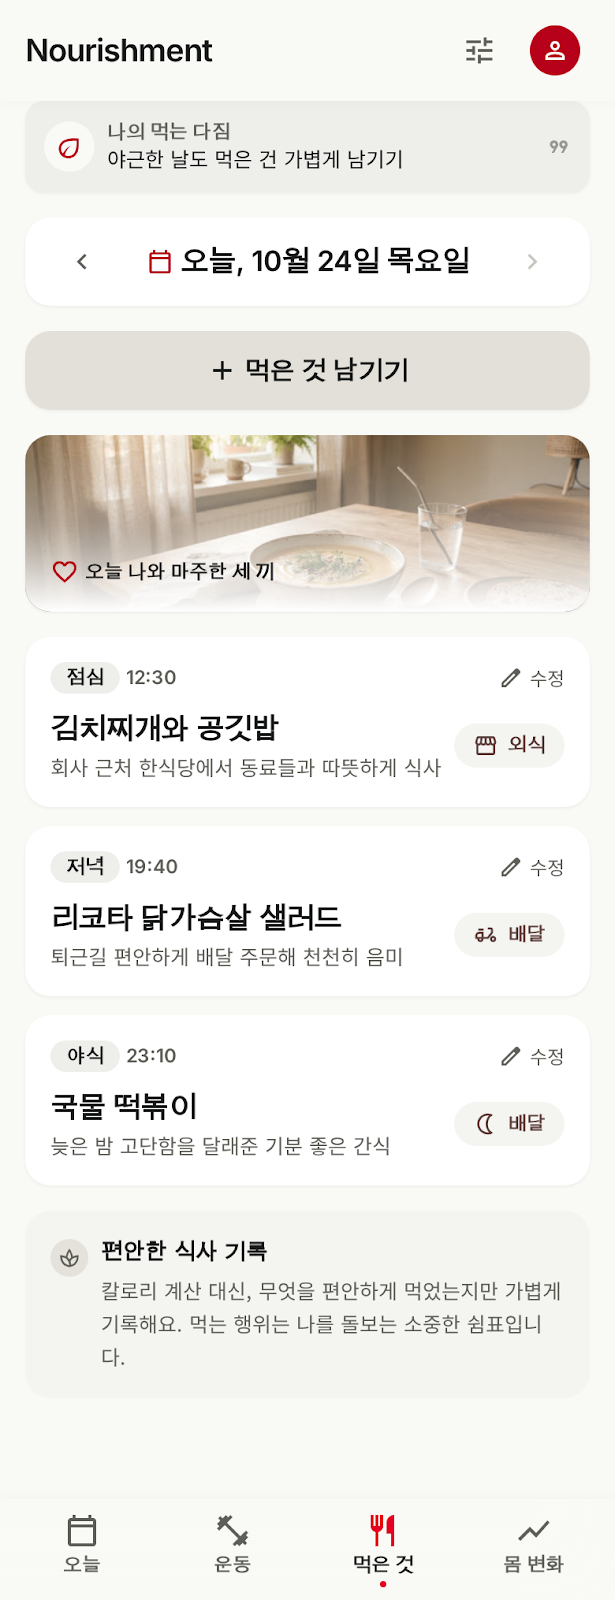 Nourishment
나의 먹는 다짐
야근한 날도 먹은 건 가볍게 남기기
오늘, 10월 24일 목요일
+ 먹은 것 남기기
오늘 나와 마주한 세 끼
점심 12:30 수정
김치찌개와 공깃밥
외식
회사 근처 한식당에서 동료들과 따뜻하게 식사
저녁 19:40 수정
리코타 닭가슴살 샐러드
배달
퇴근길 편안하게 배달 주문해 천천히 음미
야식 23:10 수정
국물 떡볶이
배달
늦은 밤 고단함을 달래준 기분 좋은 간식
편안한 식사 기록
칼로리 계산 대신, 무엇을 편안하게 먹었는지만 가볍게
기록해요. 먹는 행위는 나를 돌보는 소중한 쉼표입니
다.
오늘 운동 먹은 것 몸 변화